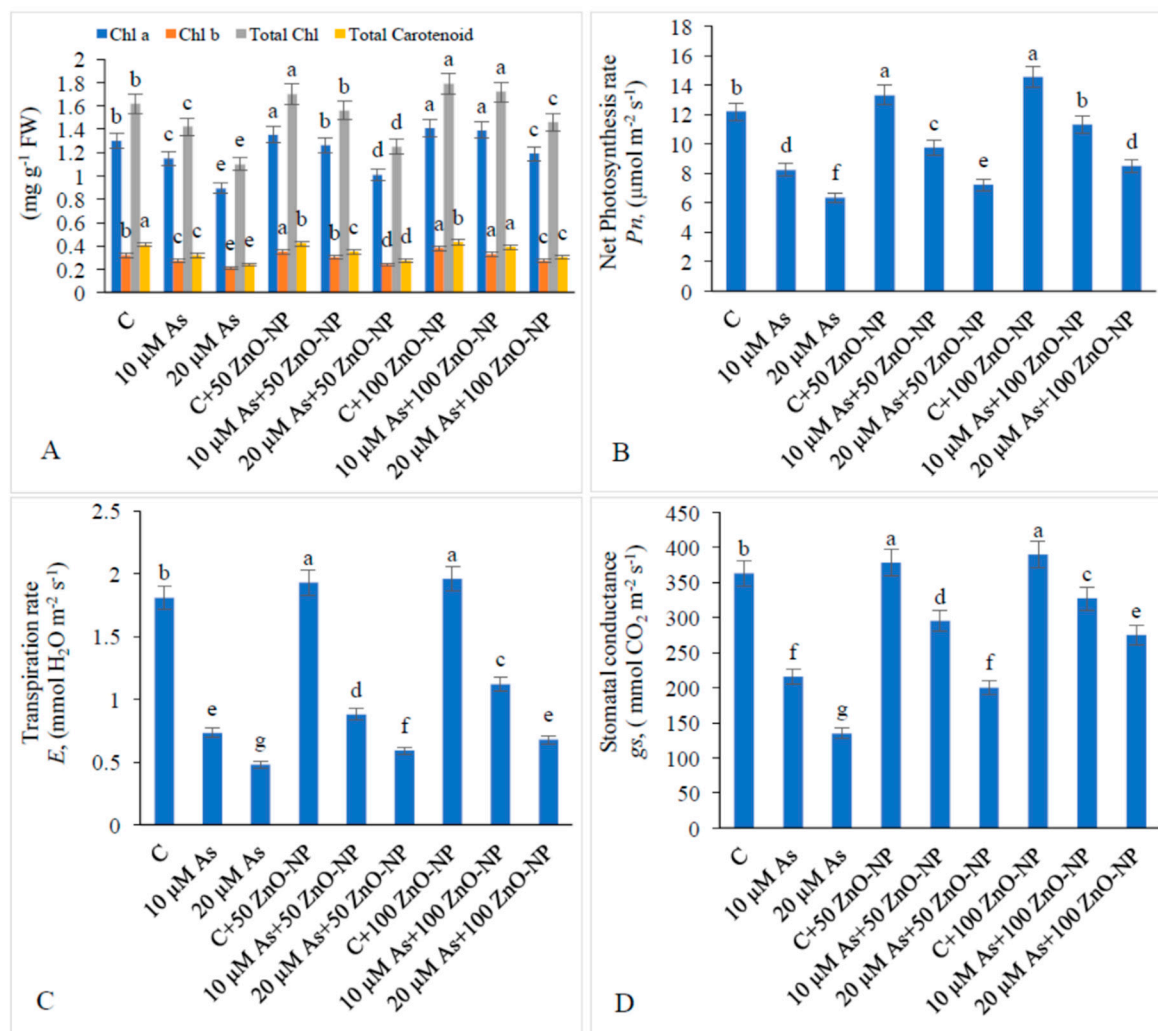 Chl a Chl b Total Chl Total Carotenoid
(mg g-1 FW)
2
1.8
1.6
1.4
1.2
1
0.8
0.6
0.4
0.2
0
b b b a
c c c c
e e e e
a a a b
b b b c
d d d d
a a a b
a a a a
c c c c
C
10 µM As
20 µM As
C+50 ZnO-NP
10 µM As+50 ZnO-NP
20 µM As+50 ZnO-NP
C+100 ZnO-NP
10 µM As+100 ZnO-NP
20 µM As+100 ZnO-NP
A
Net Photosynthesis rate
Pn, (µmol m-2 s-1)
18
16
14
12
10
8
6
4
2
0
b d f a c e a b d
C
10 µM As
20 µM As
C+50 ZnO-NP
10 µM As+50 ZnO-NP
20 µM As+50 ZnO-NP
C+100 ZnO-NP
10 µM As+100 ZnO-NP
20 µM As+100 ZnO-NP
B
Transpiration rate
E, (mmol H2O m-2 s-1)
2.5
2
1.5
1
0.5
0
b e g a d f a c e
C
10 µM As
20 µM As
C+50 ZnO-NP
10 µM As+50 ZnO-NP
20 µM As+50 ZnO-NP
C+100 ZnO-NP
10 µM As+100 ZnO-NP
20 µM As+100 ZnO-NP
C
Stomatal conductance
gs, ( mmol CO2 m-2 s-1)
450
400
350
300
250
200
150
100
50
0
b f g a d f a c e
C
10 µM As
20 µM As
C+50 ZnO-NP
10 µM As+50 ZnO-NP
20 µM As+50 ZnO-NP
C+100 ZnO-NP
10 µM As+100 ZnO-NP
20 µM As+100 ZnO-NP
D